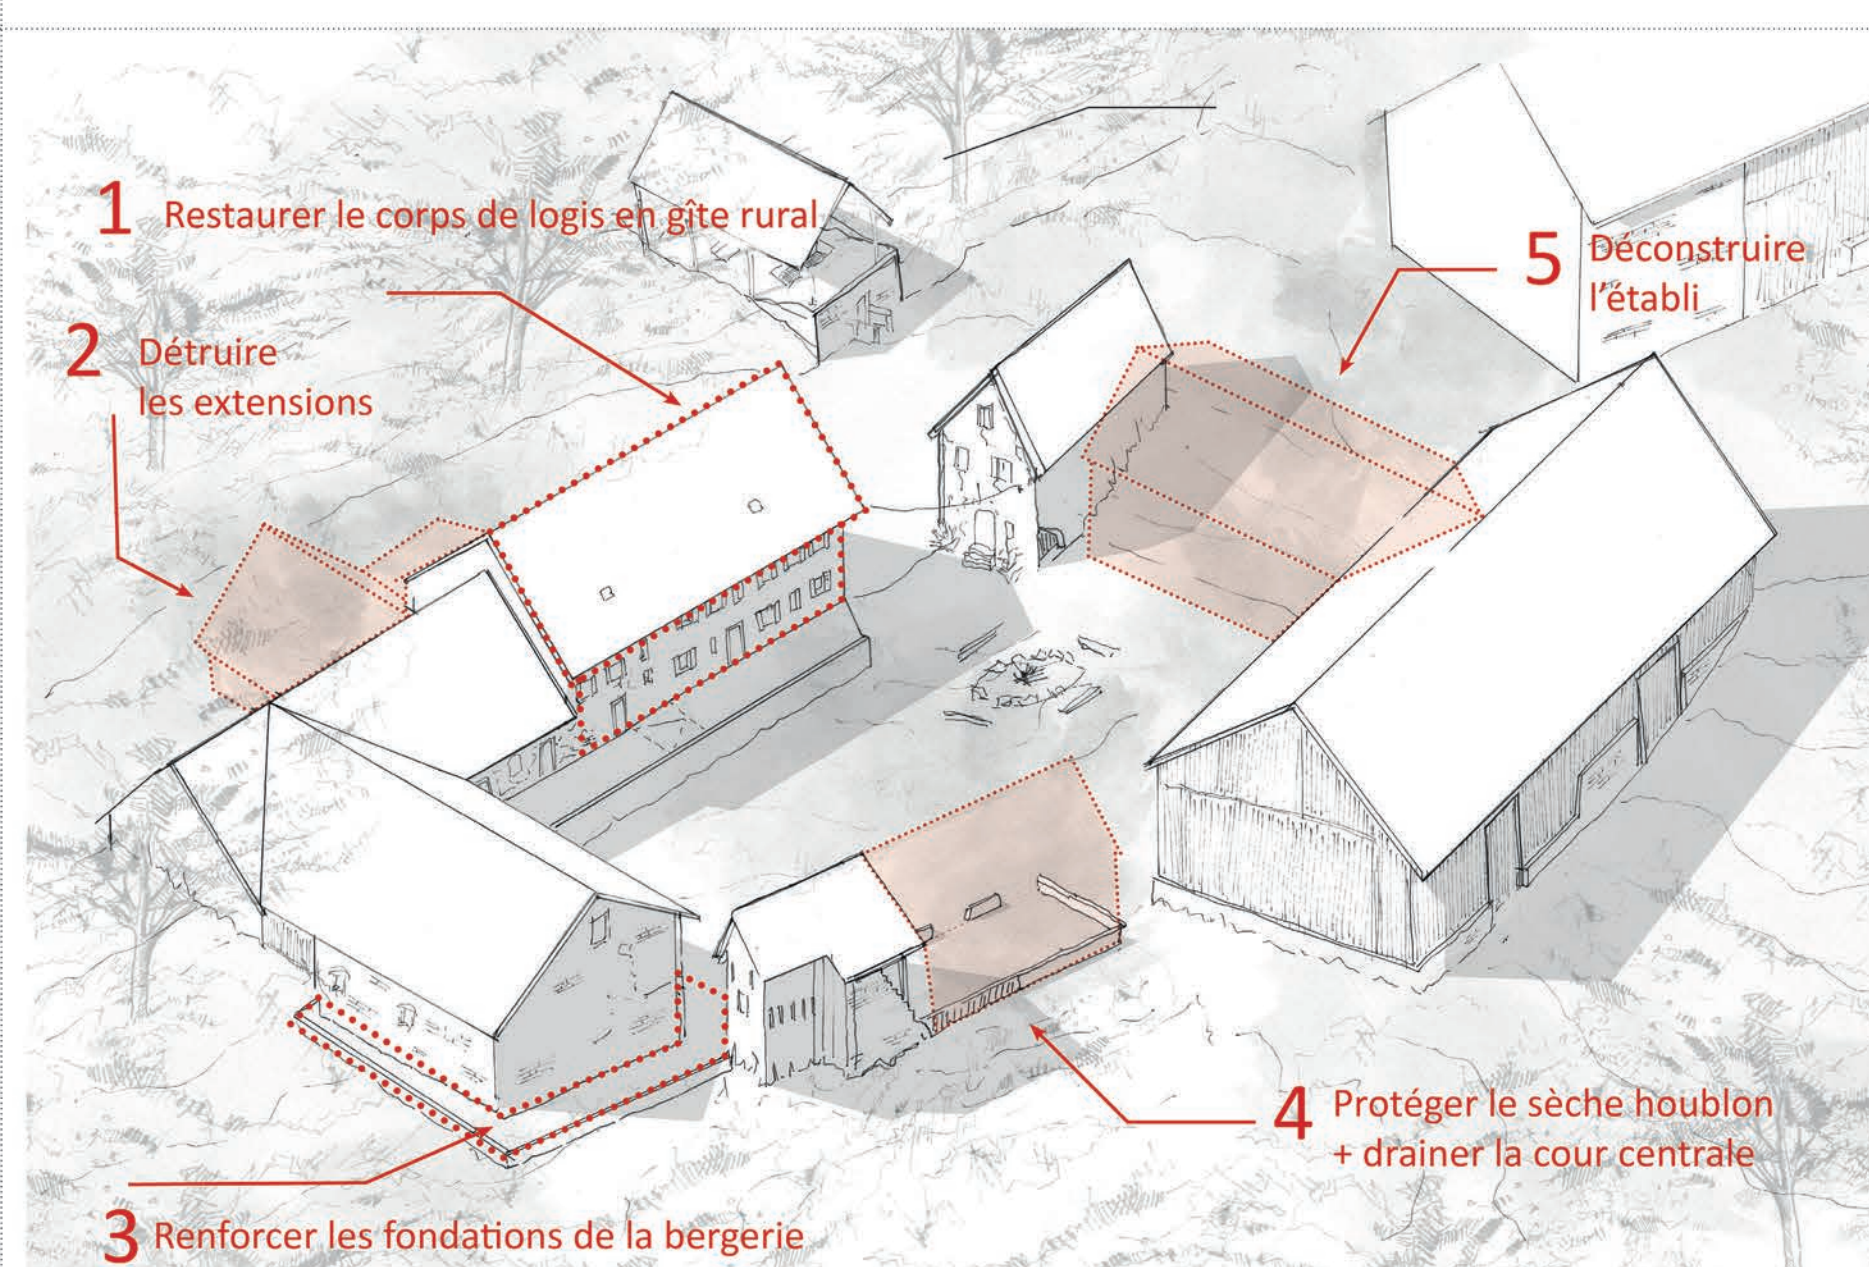 1 Restaurer le corps de logis en gîte rural
2 Détruire
les extensions
5 Déconstruire
l'établi
4 Protéger le sèche houblon
+ drainer la cour centrale
3 Renforcer les fondations de la bergerie